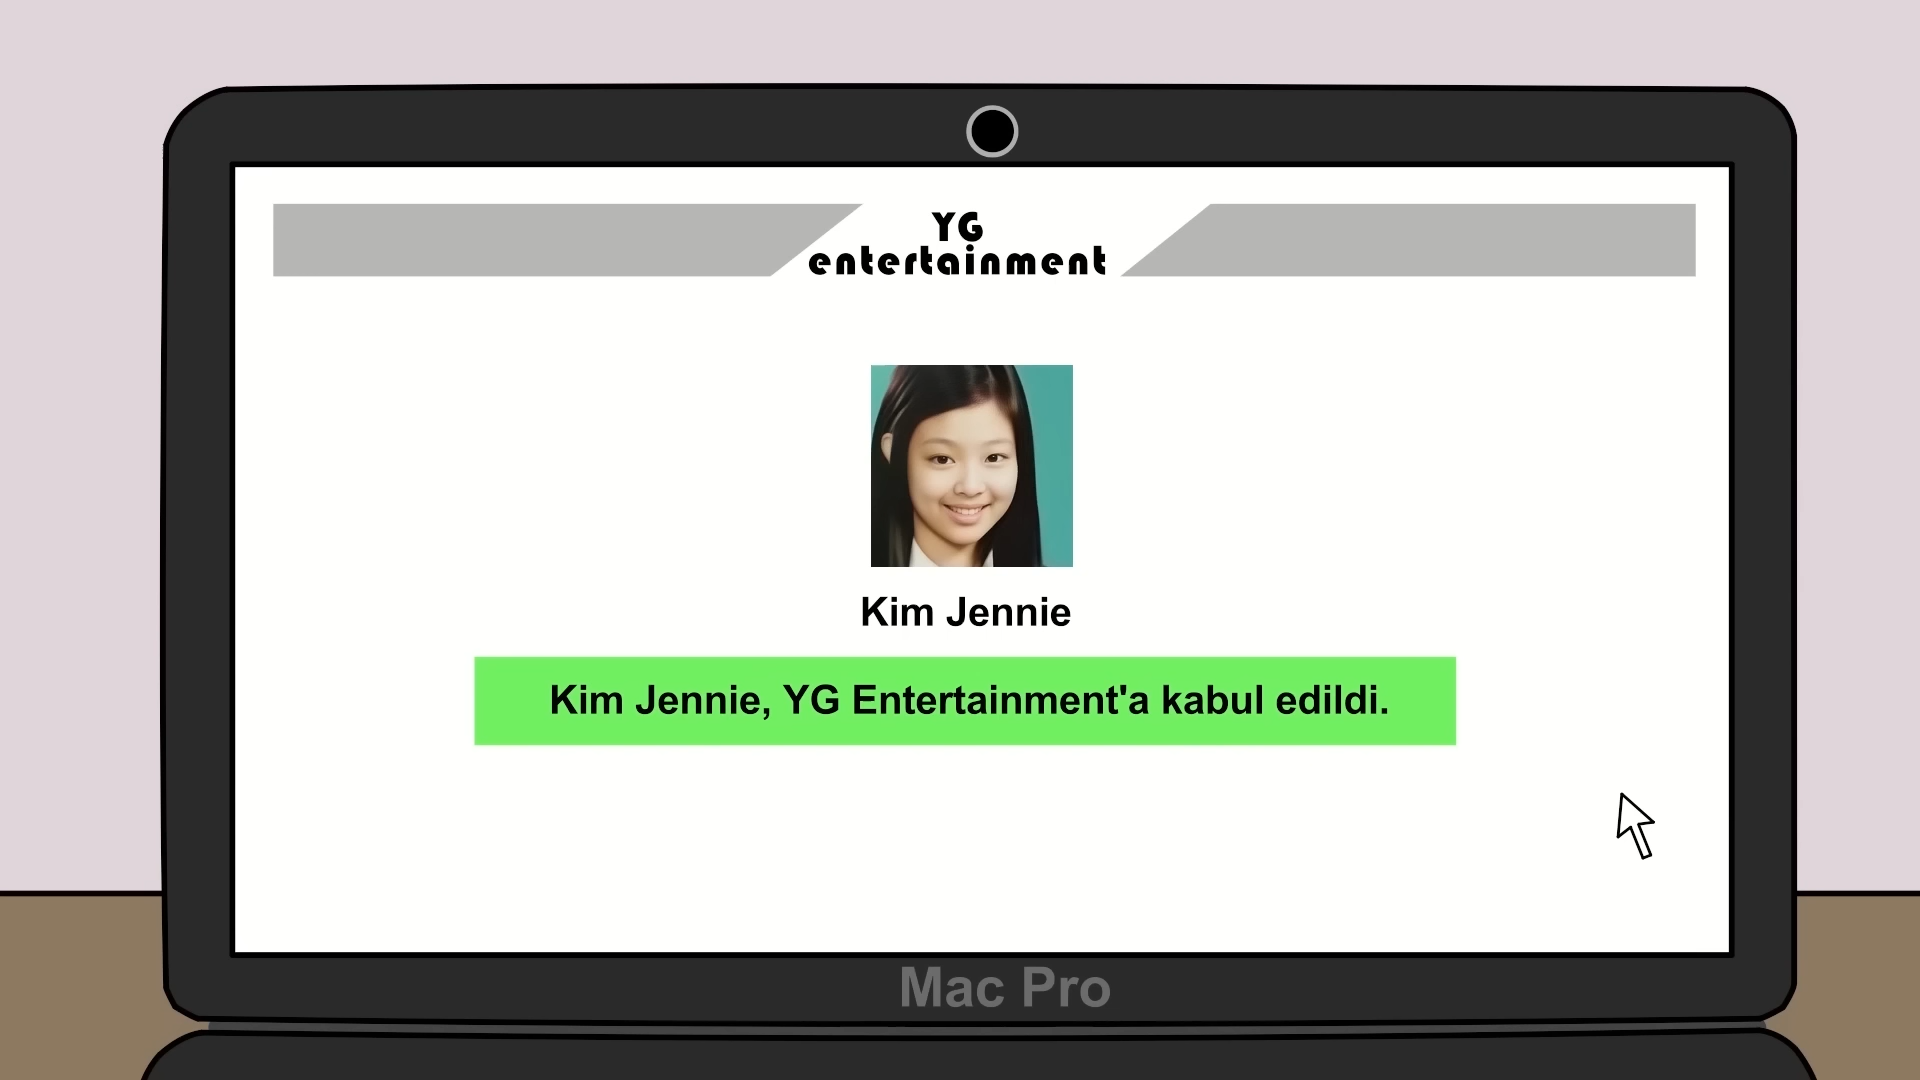 YG
entertainment
Kim Jennie
Kim Jennie, YG Entertainment'a kabul edildi.
Mac Pro